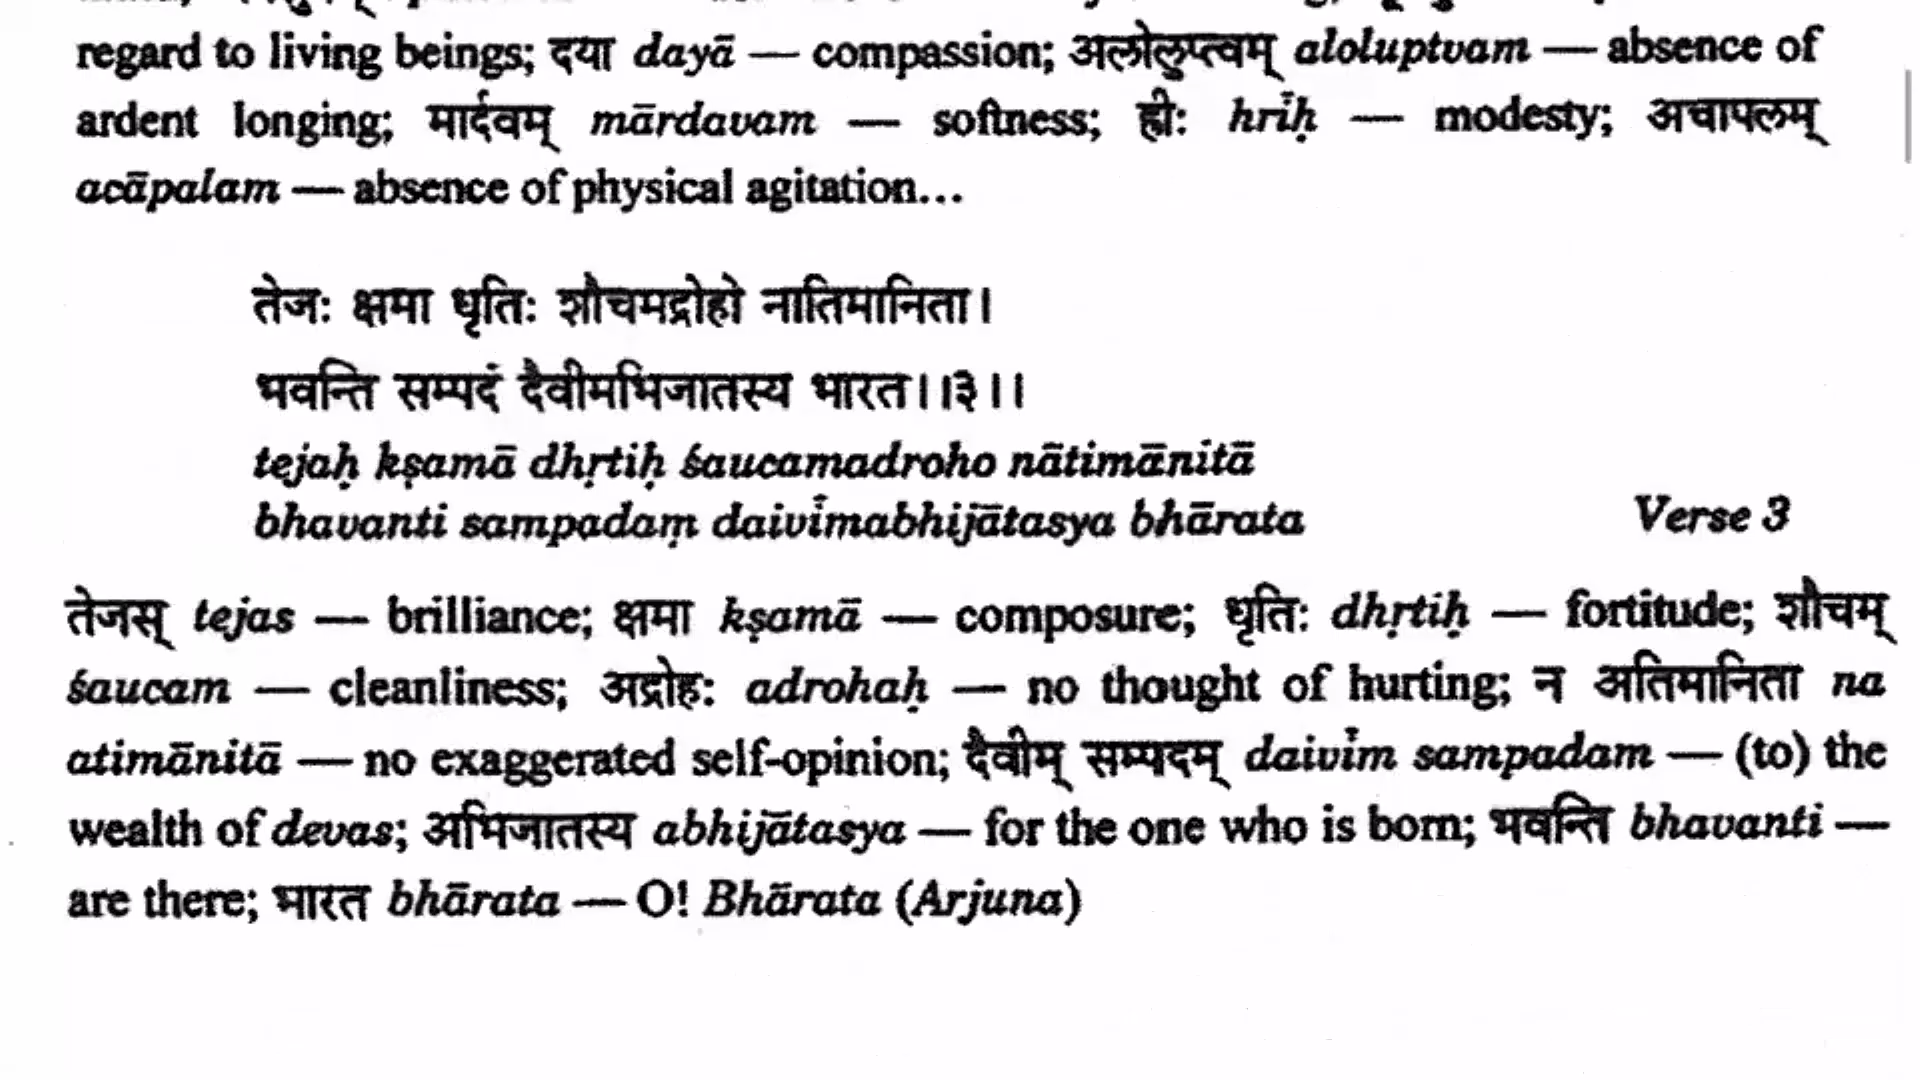 regard to living beings; दया dayā — compassion; अलोलुप्त्वम् aloluptvam — absence of
ardent longing; मार्दवम् mārdavam — softness; ह्रीः hrīḥ — modesty; अचापलम्
acāpalam — absence of physical agitation...
तेजः क्षमा धृतिः शौचमद्रोहो नातिमानिता।
भवन्ति सम्पदं दैवीमभिजातस्य भारत।।३।।
tejaḥ kṣamā dhṛtiḥ śaucamadroho nātimānitā
bhavanti sampadaṃ daivīmabhijātasya bhārata Verse 3
तेजस् tejas — brilliance; क्षमा kṣamā — composure; धृतिः dhṛtiḥ — fortitude; शौचम्
śaucam — cleanliness; अद्रोहः adrohaḥ — no thought of hurting; न अतिमानिता na
atimānitā — no exaggerated self-opinion; दैवीम् सम्पदम् daivīm sampadam — (to) the
wealth of devas; अभिजातस्य abhijātasya — for the one who is born; भवन्ति bhavanti —
are there; भारत bhārata — O! Bhārata (Arjuna)